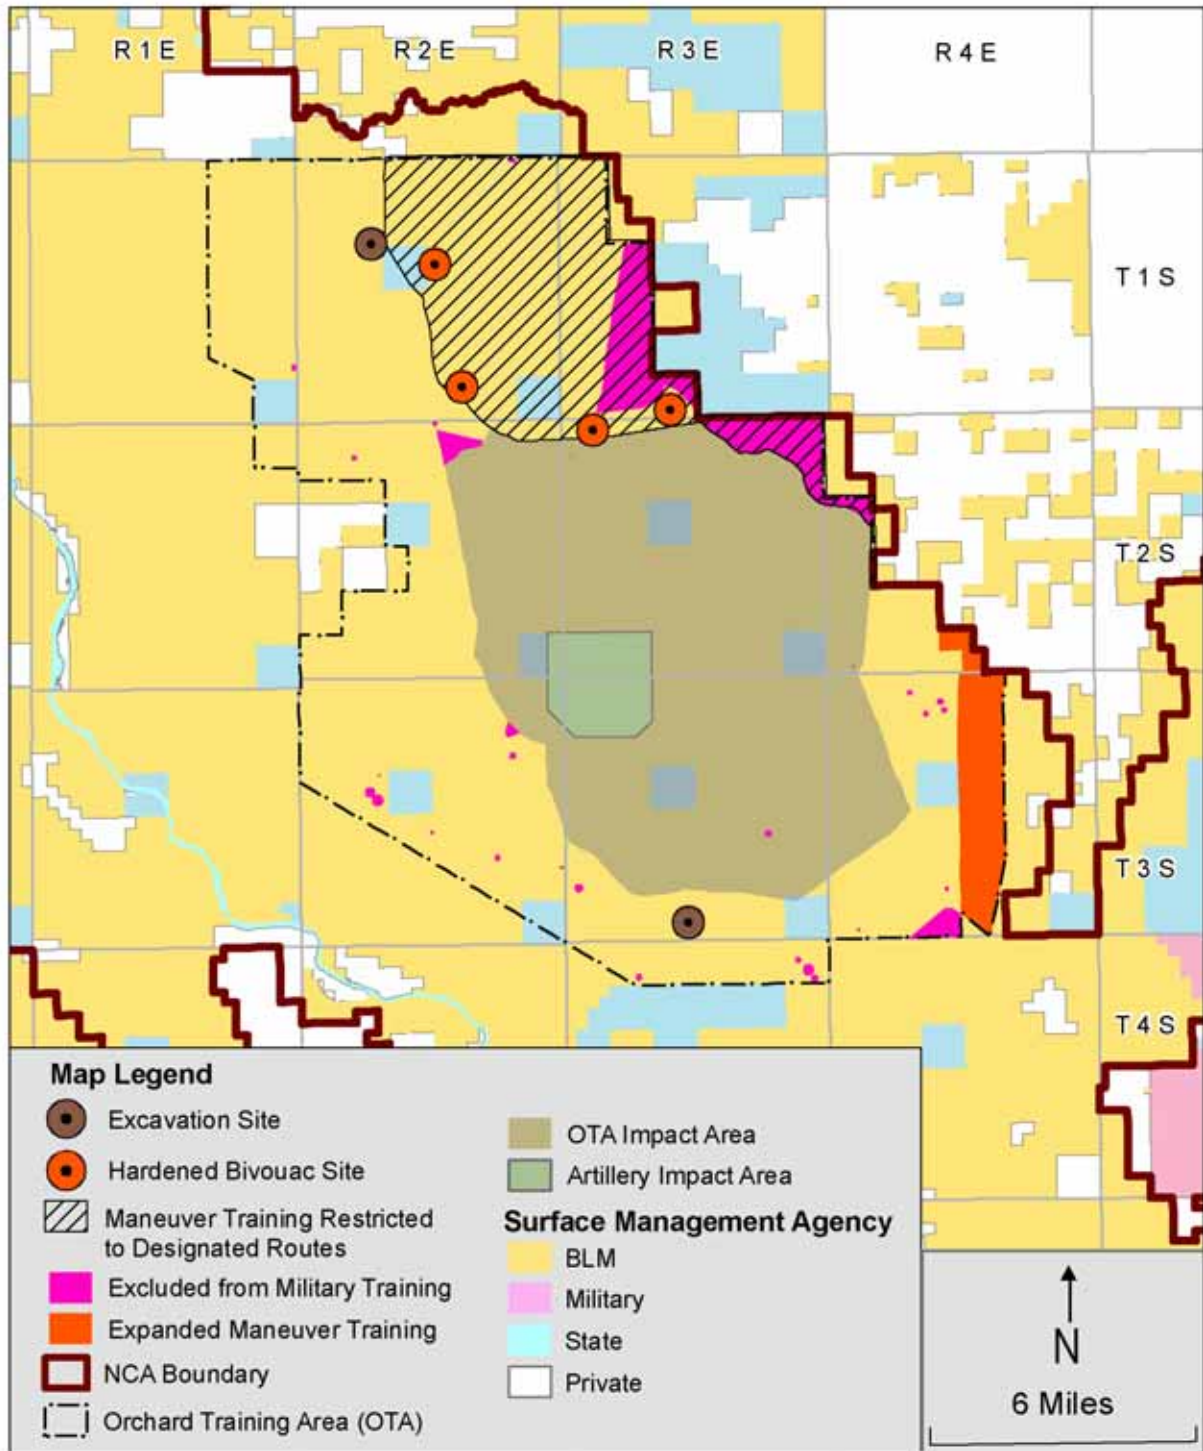 R 1 E
R 2 E
R 3 E
R 4 E
T 1 S
T 2 S
T 3 S
T 4 S
Map Legend
Excavation Site
Hardened Bivouac Site
Maneuver Training Restricted
to Designated Routes
Excluded from Military Training
Expanded Maneuver Training
NCA Boundary
Orchard Training Area (OTA)
OTA Impact Area
Artillery Impact Area
Surface Management Agency
BLM
Military
State
Private
N
6 Miles